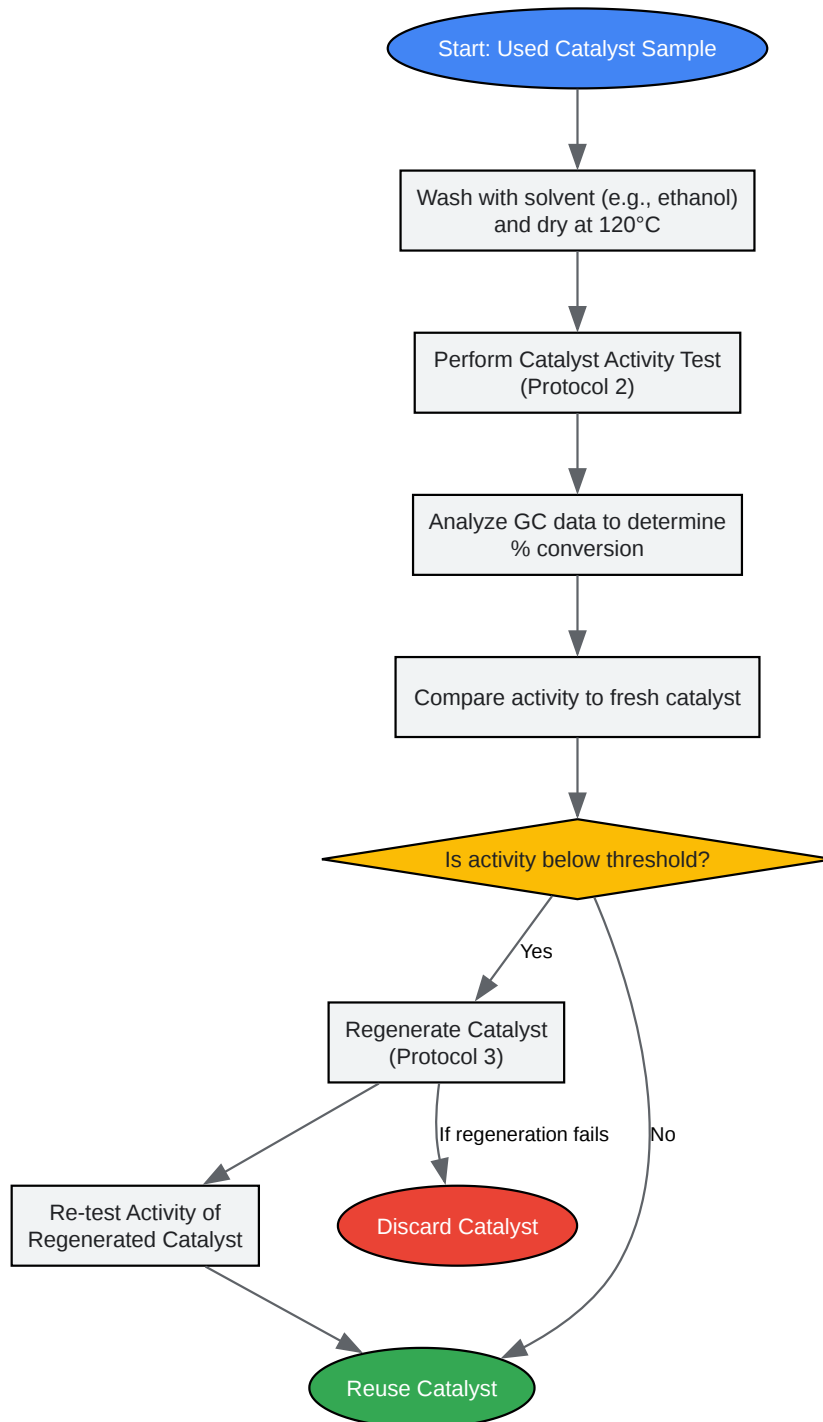 Start: Used Catalyst Sample
Wash with solvent (e.g., ethanol)
and dry at 120°C
Perform Catalyst Activity Test
(Protocol 2)
Analyze GC data to determine
% conversion
Compare activity to fresh catalyst
Is activity below threshold?
Yes
Regenerate Catalyst
(Protocol 3)
If regeneration fails
No
Re-test Activity of
Regenerated Catalyst
Discard Catalyst
Reuse Catalyst